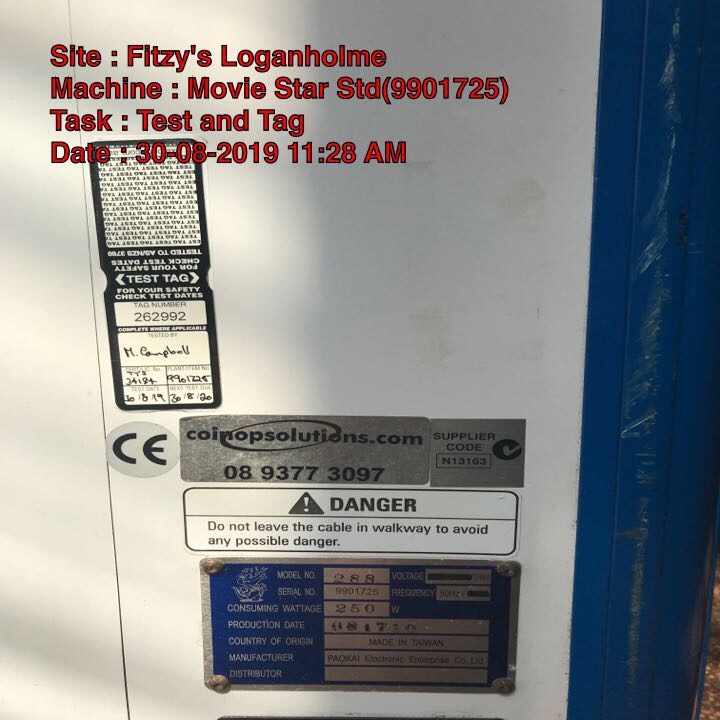 Site : Fitzy's Loganholme
Machine : Movie Star Std(9901725)
Task : Test and Tag
Date : 30-08-2019 11:28 AM
TESTED TO AS/NZS 3760
CHECK TEST DATES
FOR YOUR SAFETY
TEST TAG
FOR YOUR SAFETY
CHECK TEST DATES
TAG NUMBER
262992
COMPLETE WHERE APPLICABLE
TESTED BY
M. Campbell
CERT/LIC No. PLANT/ITEM No.
34184 9901725
TEST DATE NEXT TEST DUE
30/8/19 30/8/20
CE
coinopsolutions.com
08 9377 3097
SUPPLIER
CODE
N13163
DANGER
Do not leave the cable in walkway to avoid
any possible danger.
MODEL NO. 288 VOLTAGE
SERIAL NO. 9901725 FREQUENCY 50Hz
CONSUMING WATTAGE 250 W
PRODUCTION DATE
COUNTRY OF ORIGIN MADE IN TAIWAN
MANUFACTURER PAOKAI Electronic Enterprise Co.,Ltd.
DISTRIBUTOR